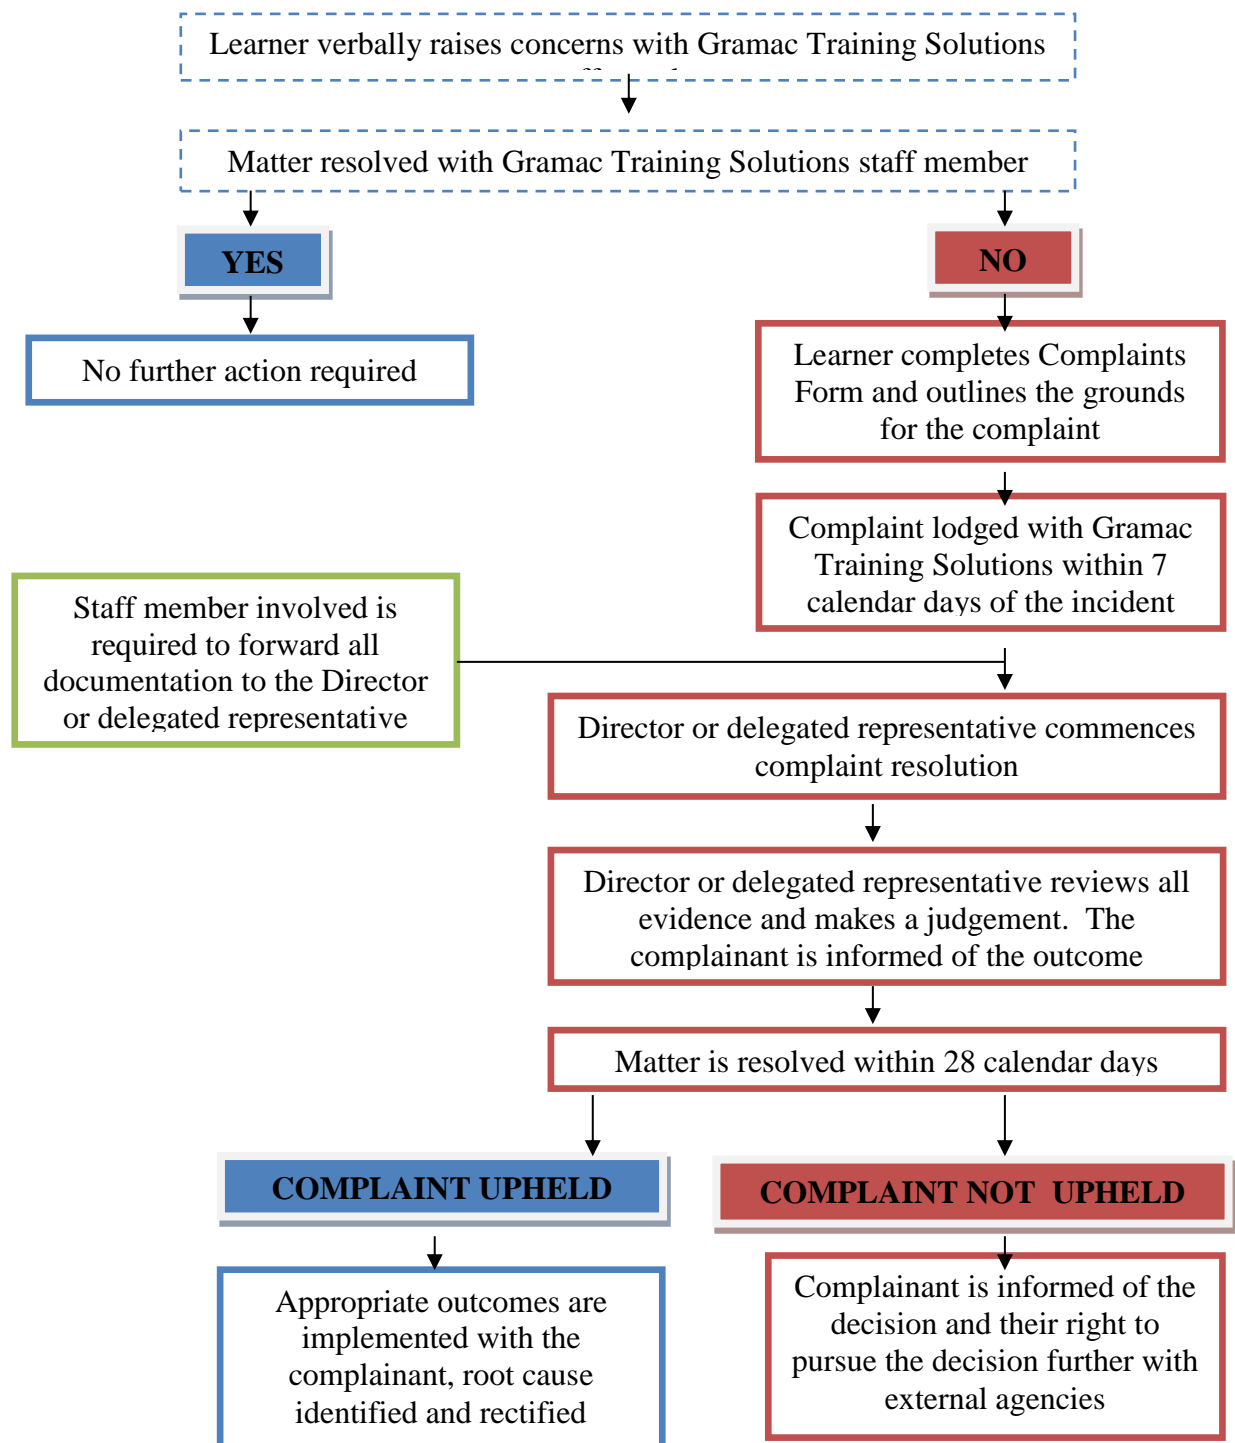 Learner verbally raises concerns with Gramac Training Solutions
Matter resolved with Gramac Training Solutions staff member
YES
NO
No further action required
Learner completes Complaints
Form and outlines the grounds
for the complaint
Complaint lodged with Gramac
Training Solutions within 7
calendar days of the incident
Staff member involved is
required to forward all
documentation to the Director
or delegated representative
Director or delegated representative commences
complaint resolution
Director or delegated representative reviews all
evidence and makes a judgement.  The
complainant is informed of the outcome
Matter is resolved within 28 calendar days
COMPLAINT UPHELD
COMPLAINT NOT  UPHELD
Appropriate outcomes are
implemented with the
complainant, root cause
identified and rectified
Complainant is informed of the
decision and their right to
pursue the decision further with
external agencies